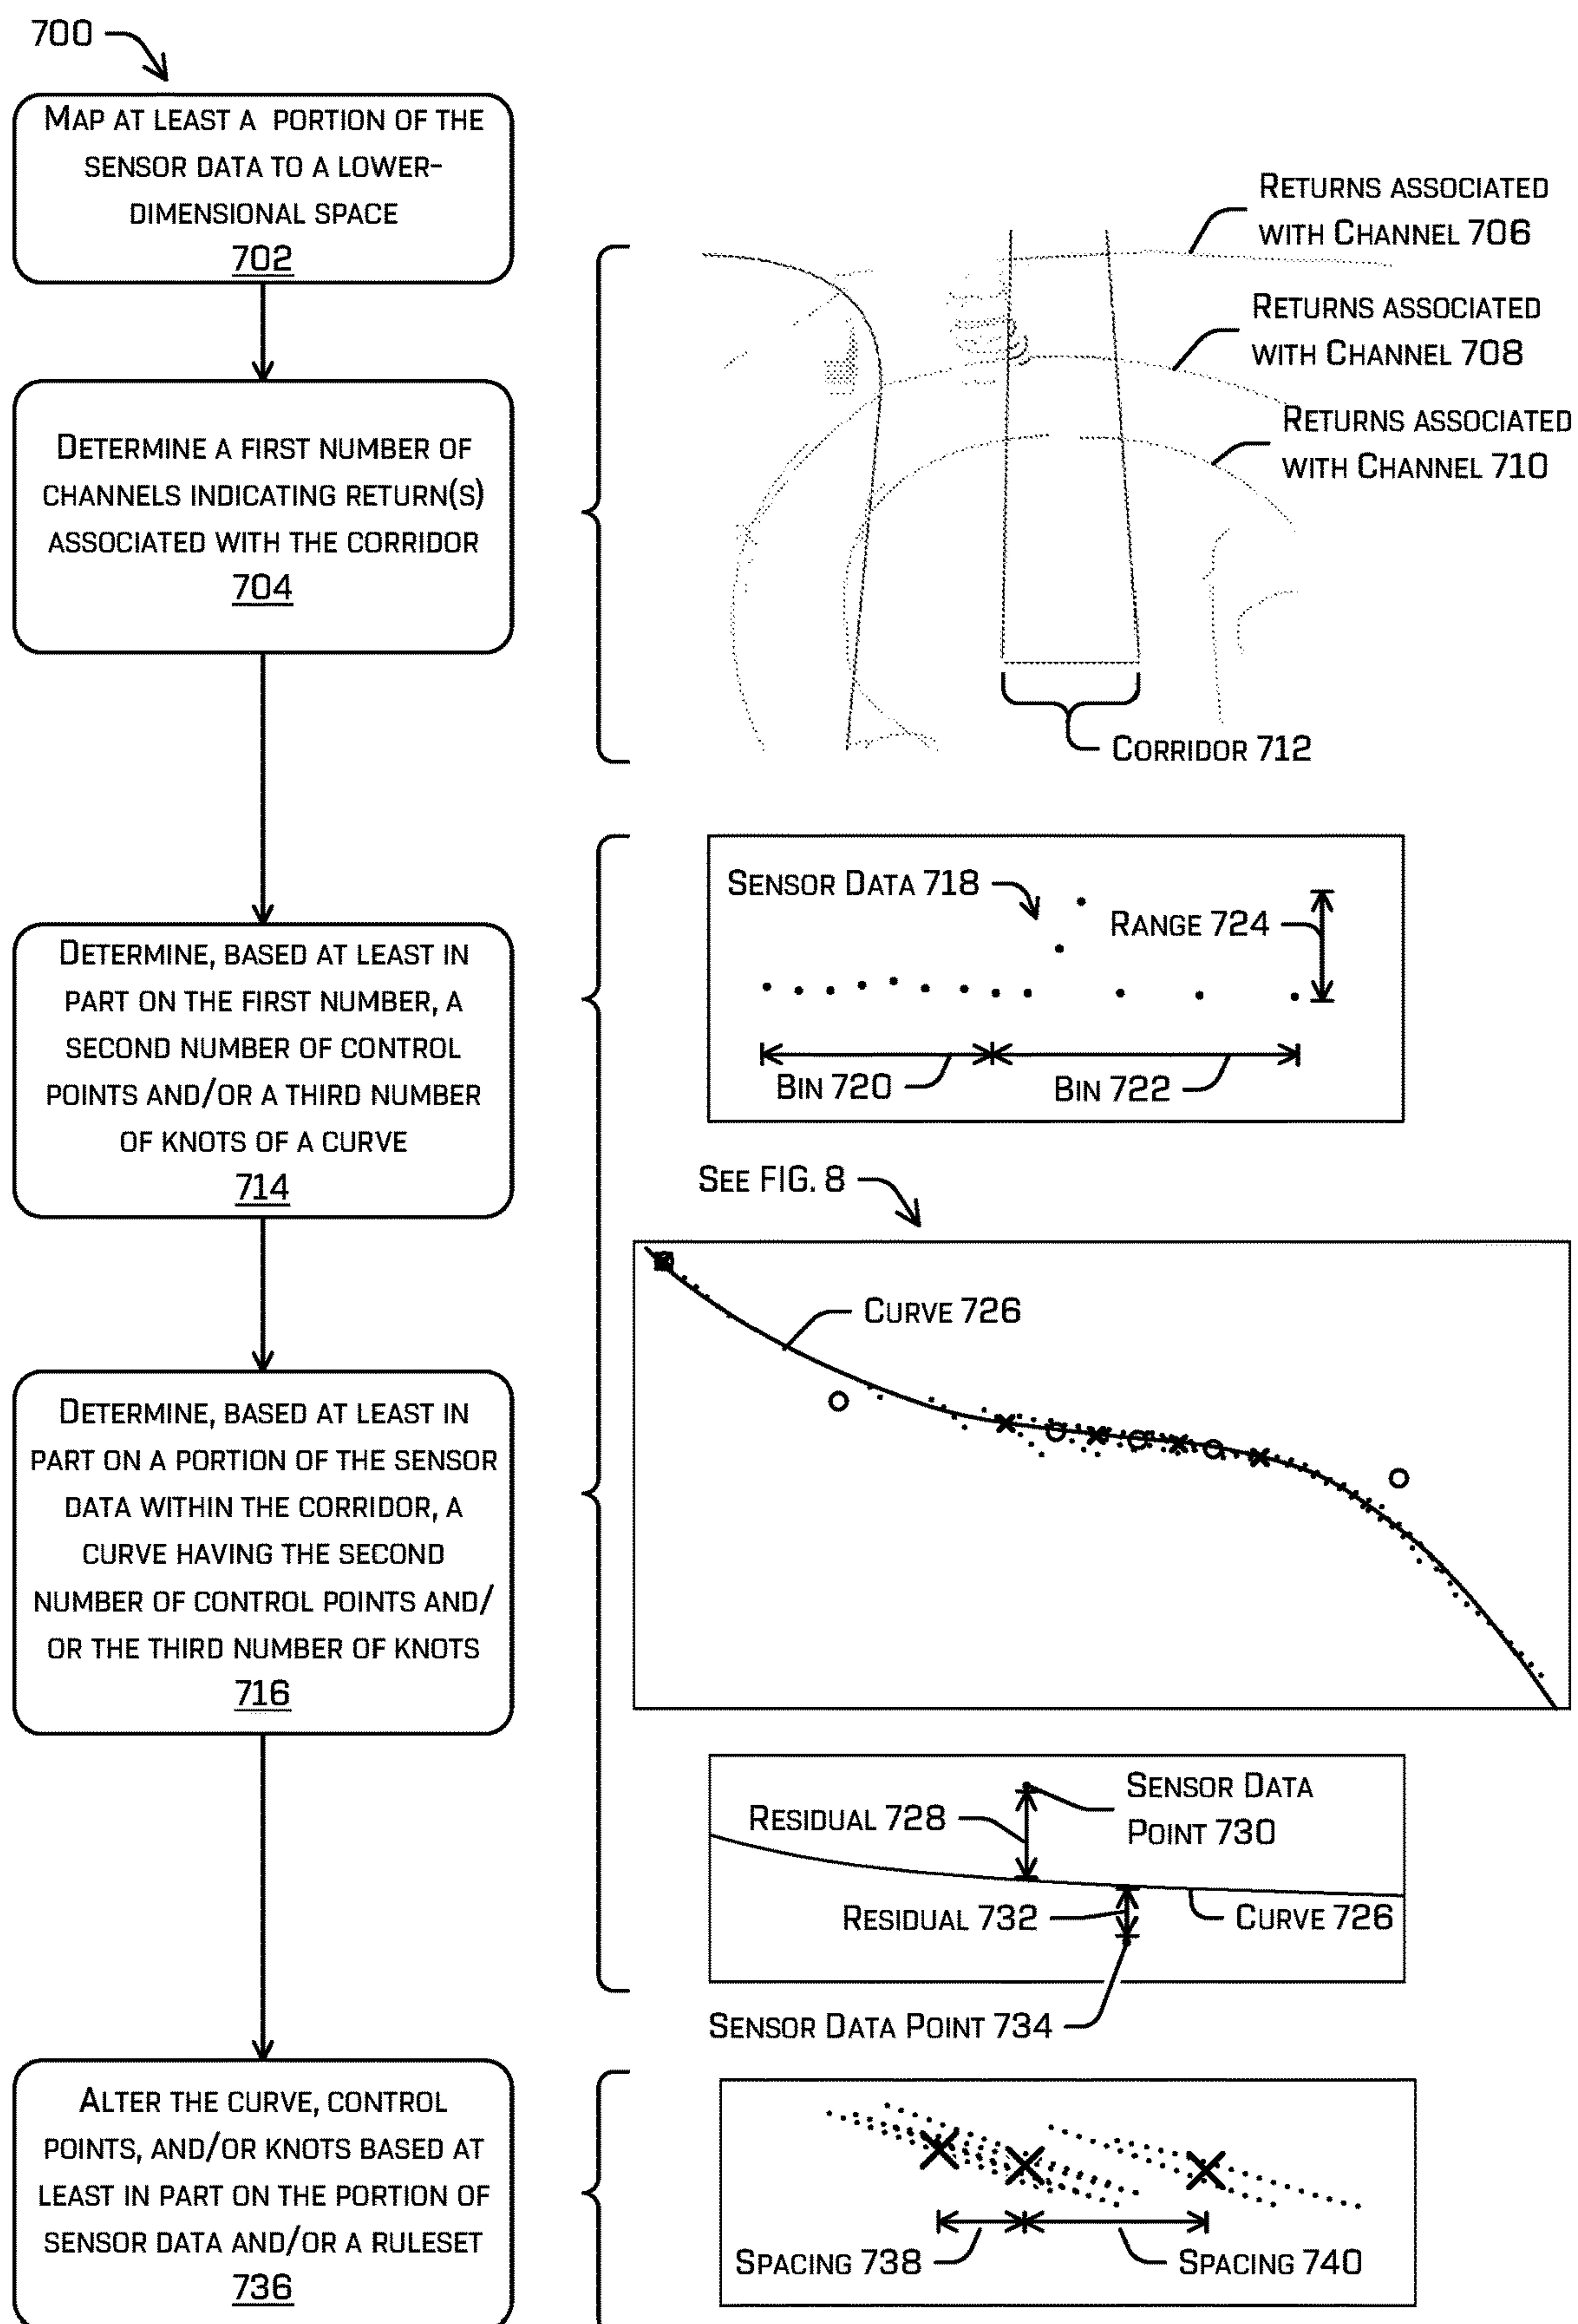 700
MAP AT LEAST A PORTION OF THE
SENSOR DATA TO A LOWER-
DIMENSIONAL SPACE
702
DETERMINE A FIRST NUMBER OF
CHANNELS INDICATING RETURN(S)
ASSOCIATED WITH THE CORRIDOR
704
RETURNS ASSOCIATED
WITH CHANNEL 706
RETURNS ASSOCIATED
WITH CHANNEL 708
RETURNS ASSOCIATED
WITH CHANNEL 710
CORRIDOR 712
DETERMINE, BASED AT LEAST IN
PART ON THE FIRST NUMBER, A
SECOND NUMBER OF CONTROL
POINTS AND/OR A THIRD NUMBER
OF KNOTS OF A CURVE
714
SENSOR DATA 718
RANGE 724
BIN 720
BIN 722
SEE FIG. 8
CURVE 726
DETERMINE, BASED AT LEAST IN
PART ON A PORTION OF THE SENSOR
DATA WITHIN THE CORRIDOR, A
CURVE HAVING THE SECOND
NUMBER OF CONTROL POINTS AND/
OR THE THIRD NUMBER OF KNOTS
716
SENSOR DATA
POINT 730
RESIDUAL 728
RESIDUAL 732
CURVE 726
SENSOR DATA POINT 734
ALTER THE CURVE, CONTROL
POINTS, AND/OR KNOTS BASED AT
LEAST IN PART ON THE PORTION OF
SENSOR DATA AND/OR A RULESET
736
SPACING 738
SPACING 740